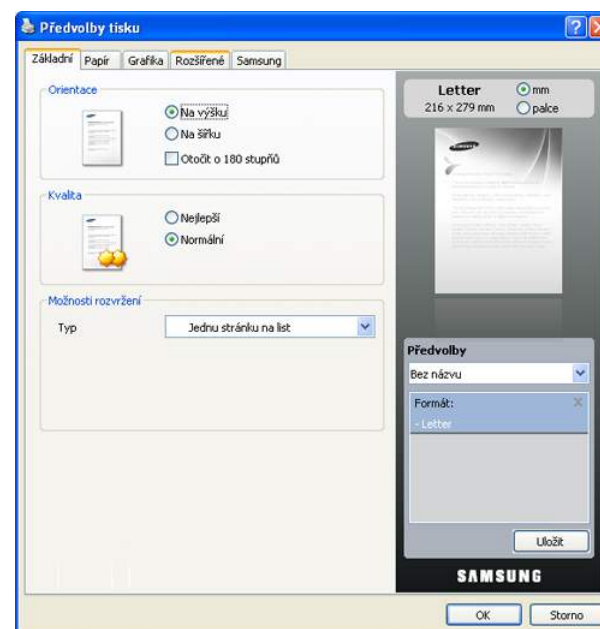 Předvolby tisku
Základní Papír Grafika Rozšířené Samsung
Orientace
Na výšku
Na šířku
Otočit o 180 stupňů
Kvalita
Nejlepší
Normální
Možnosti rozvržení
Typ
Jednu stránku na list
Letter
216 x 279 mm
mm
palce
Předvolby
Bez názvu
Formát:
- Letter
Uložit
SAMSUNG
OK Storno